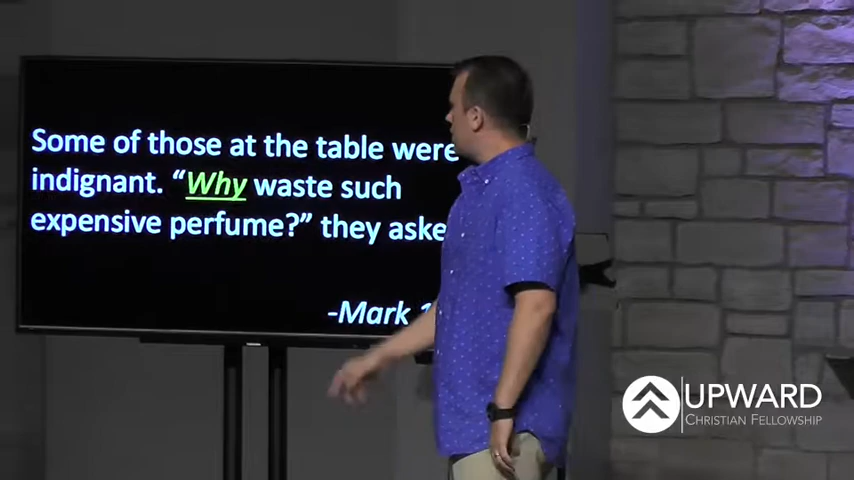 Some of those at the table were
indignant. “Why waste such
expensive perfume?” they aske
-Mark 1
UPWARD
CHRISTIAN FELLOWSHIP